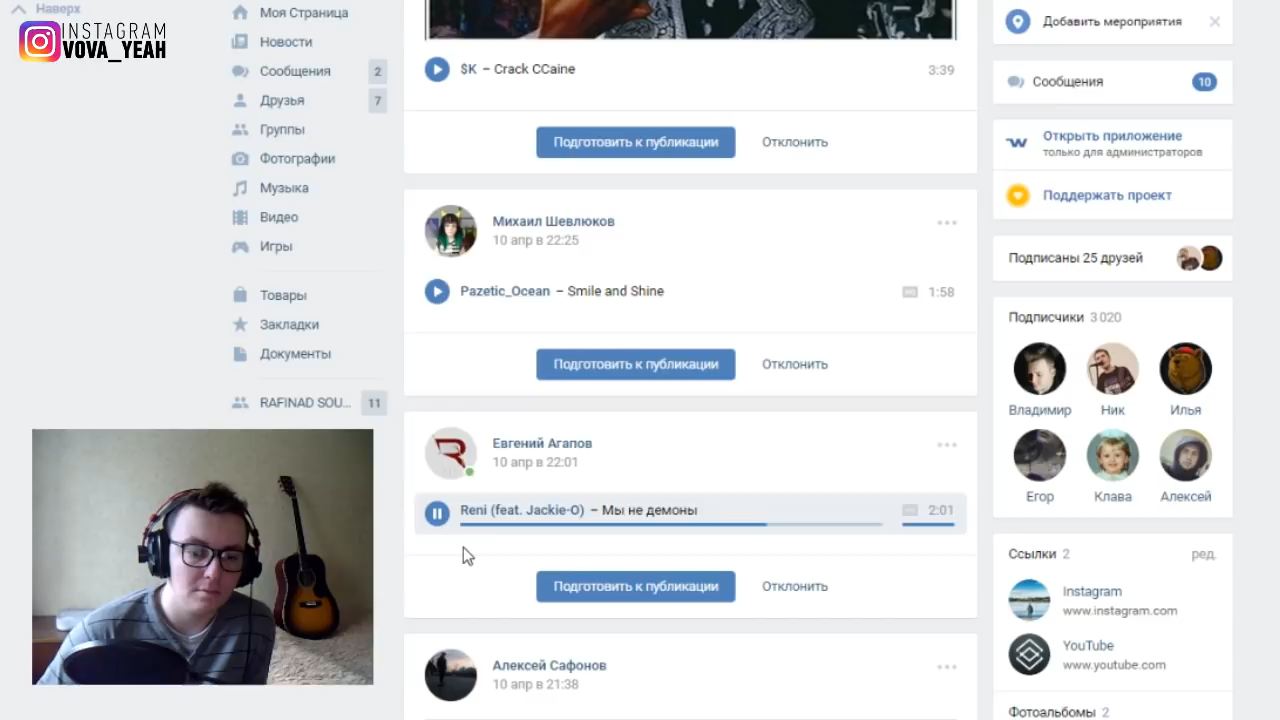 Наверх
INSTAGRAM
VOVA_YEAH
Моя Страница
Новости
Сообщения 2
Друзья 7
Группы
Фотографии
Музыка
Видео
Игры
Товары
Закладки
Документы
RAFINAD SOU... 11
$K – Crack CCaine 3:39
Подготовить к публикации Отклонить
Михаил Шевлюков
10 апр в 22:25
Pazetic_Ocean – Smile and Shine HQ 1:58
Подготовить к публикации Отклонить
Евгений Агапов
10 апр в 22:01
Reni (feat. Jackie-O) – Мы не демоны 2:01
Подготовить к публикации Отклонить
Алексей Сафонов
10 апр в 21:38
Добавить мероприятия
Сообщения 10
Открыть приложение
только для администраторов
Поддержать проект
Подписаны 25 друзей
Подписчики 3 020
Владимир Ник Илья
Егор Клава Алексей
Ссылки 2 ред.
Instagram
www.instagram.com
YouTube
www.youtube.com
Фотоальбомы 2